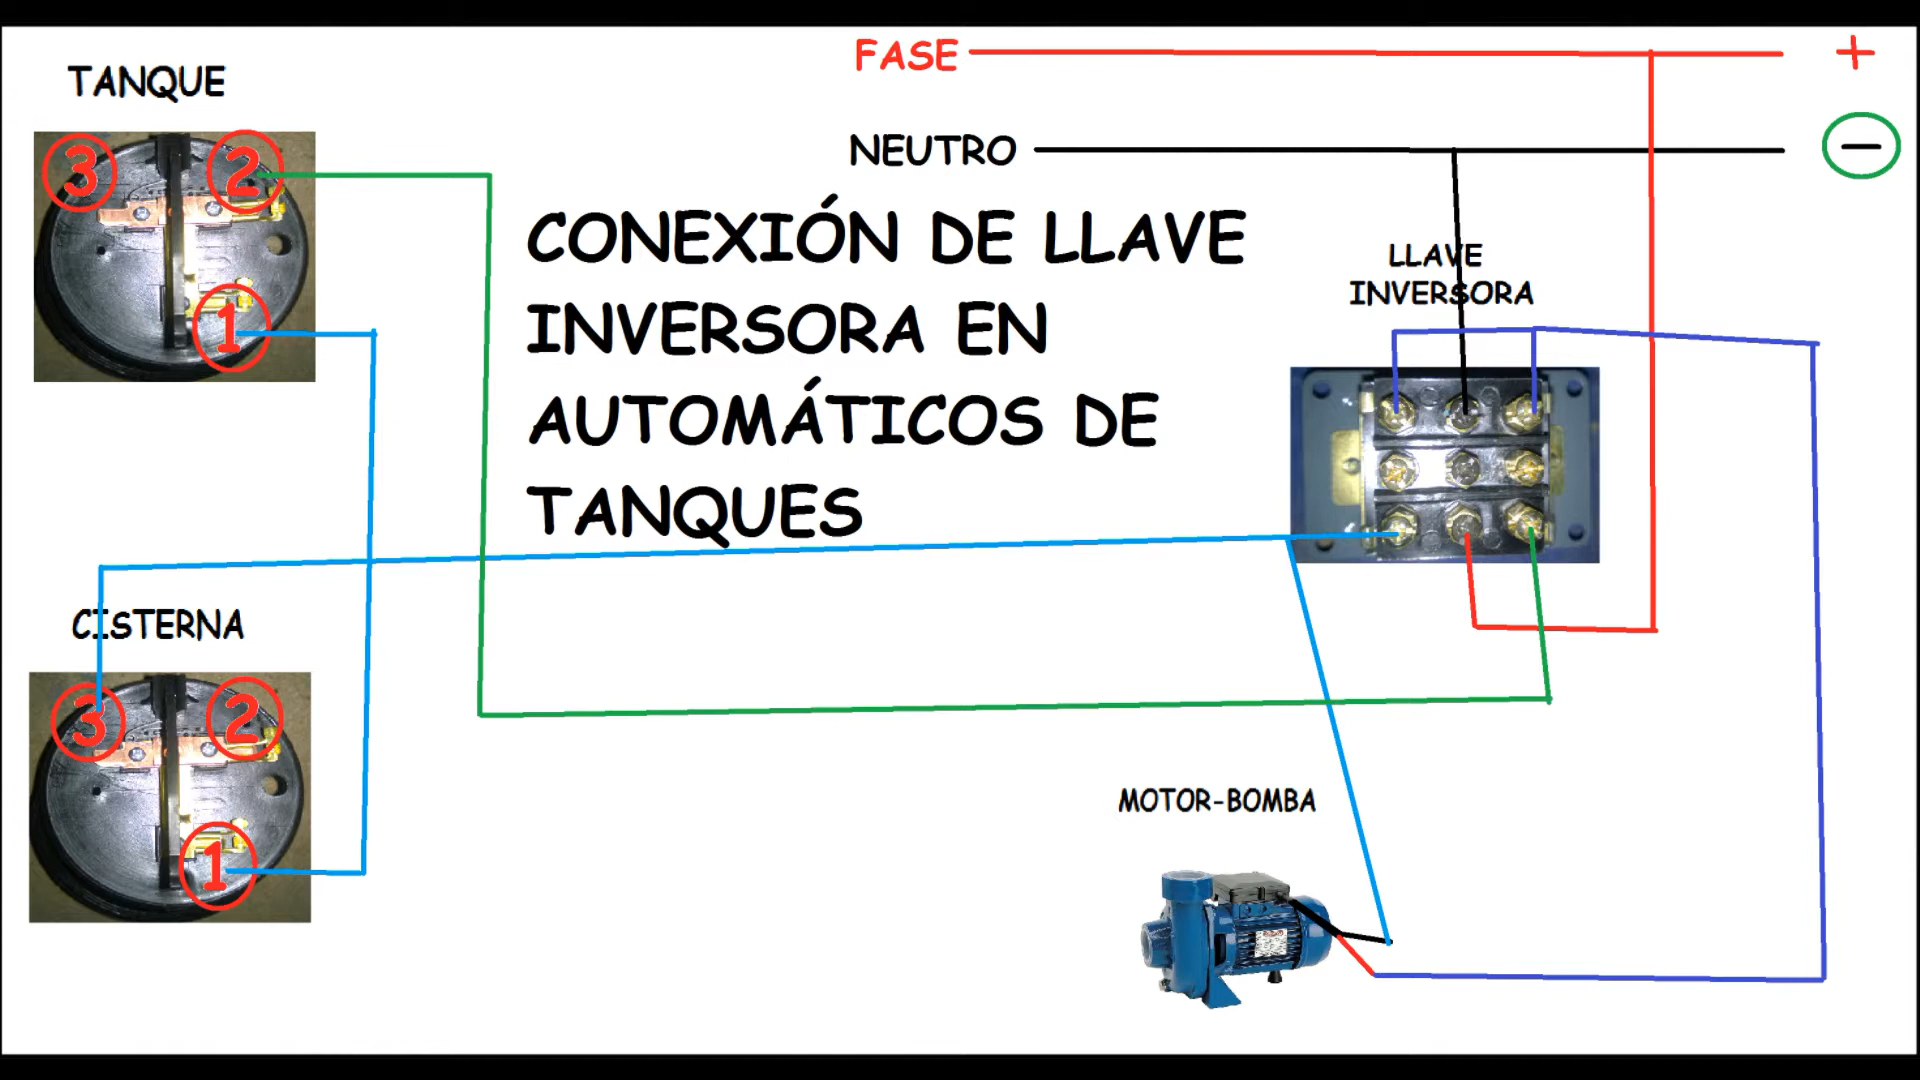 FASE
+
TANQUE
NEUTRO
−
3
2
1
CONEXIÓN DE LLAVE
INVERSORA EN
AUTOMÁTICOS DE
TANQUES
LLAVE
INVERSORA
CISTERNA
3
2
1
MOTOR-BOMBA